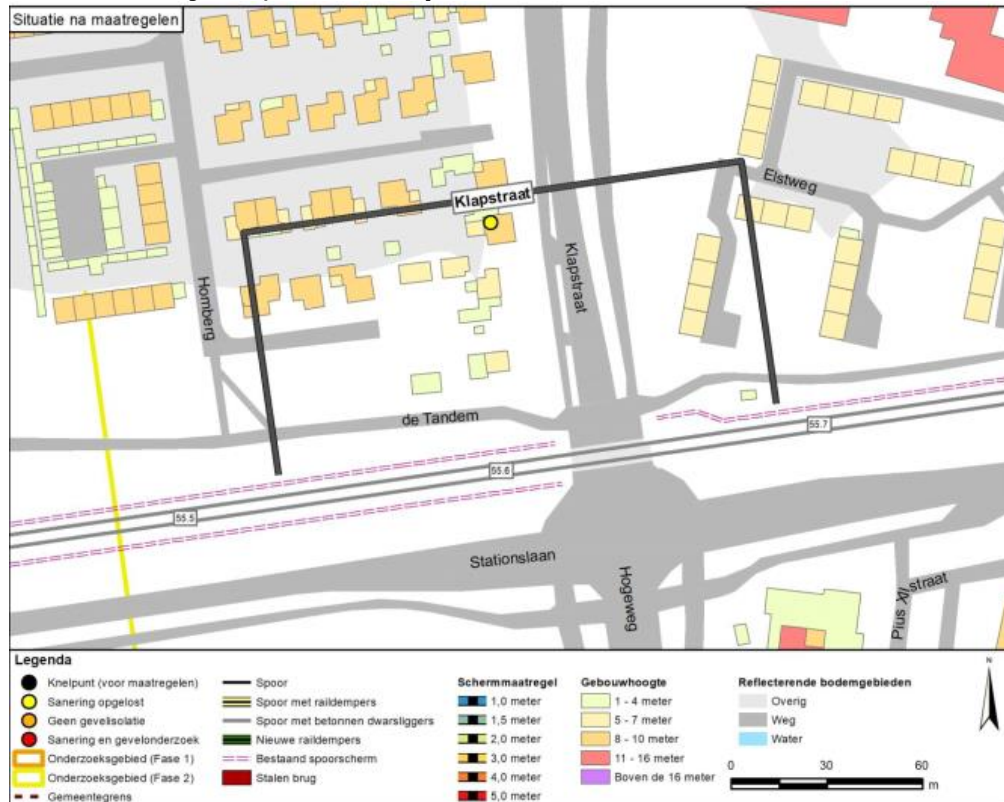 Situatie na maatregelen
Klapstraat
Elstweg
Klapstraat
Homberg
de Tandem
55.7
55.6
55.5
Stationslaan
Hogeweg
Pius XII straat
Legenda
Knelpunt (voor maatregelen)
Sanering opgelost
Geen gevelisolatie
Sanering en gevelonderzoek
Onderzoeksgebied (Fase 1)
Onderzoeksgebied (Fase 2)
Gemeentegrens
Spoor
Spoor met raildempers
Spoor met betonnen dwarsliggers
Nieuwe raildempers
Bestaand spoorscherm
Stalen brug
Schermmaatregel
1,0 meter
1,5 meter
2,0 meter
3,0 meter
4,0 meter
5,0 meter
Gebouwhoogte
1 - 4 meter
5 - 7 meter
8 - 10 meter
11 - 16 meter
Boven de 16 meter
Reflecterende bodemgebieden
Overig
Weg
Water
N
0 30 60
m